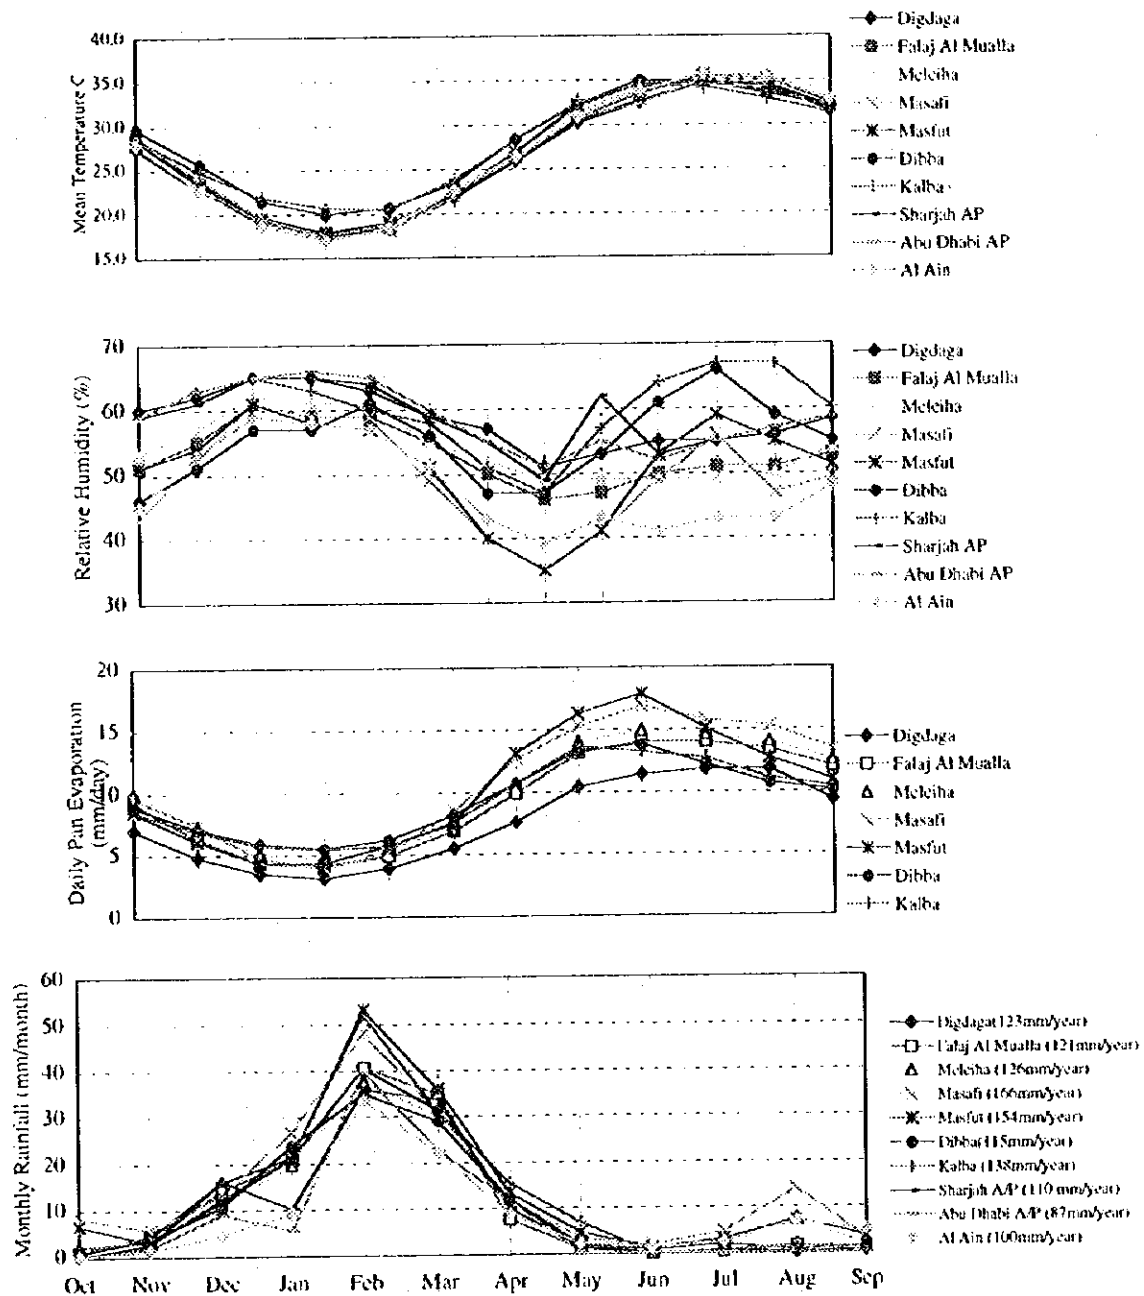 Mean Temperature C
40.0
35.0
30.0
25.0
20.0
15.0
Digdaga
Falaj Al Mualla
Meleiha
Masafi
Masfut
Dibba
Kalba
Sharjah AP
Abu Dhabi AP
Al Ain
Relative Humidity (%)
70
60
50
40
30
Digdaga
Falaj Al Mualla
Meleiha
Masafi
Masfut
Dibba
Kalba
Sharjah AP
Abu Dhabi AP
Al Ain
Daily Pan Evaporation
(mm/day)
20
15
10
5
0
Digdaga
Falaj Al Mualla
Meleiha
Masafi
Masfut
Dibba
Kalba
Monthly Rainfall (mm/month)
60
50
40
30
20
10
0
Oct Nov Dec Jan Feb Mar Apr May Jun Jul Aug Sep
Digdaga(123mm/year)
Falaj Al Mualla (121mm/year)
Meleiha (126mm/year)
Masafi (166mm/year)
Masfut (154mm/year)
Dibba(115mm/year)
Kalba (138mm/year)
Sharjah A/P (110 mm/year)
Abu Dhabi A/P (87mm/year)
Al Ain (100mm/year)